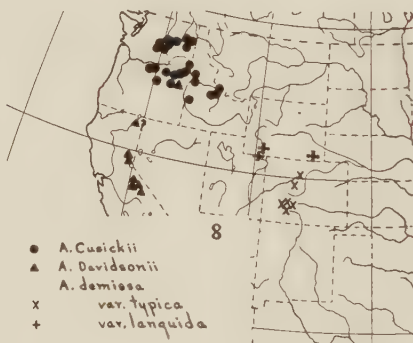 ?
8
A. Cusickii
A. Davidsonii
A. demissa
var. typica
var. languida